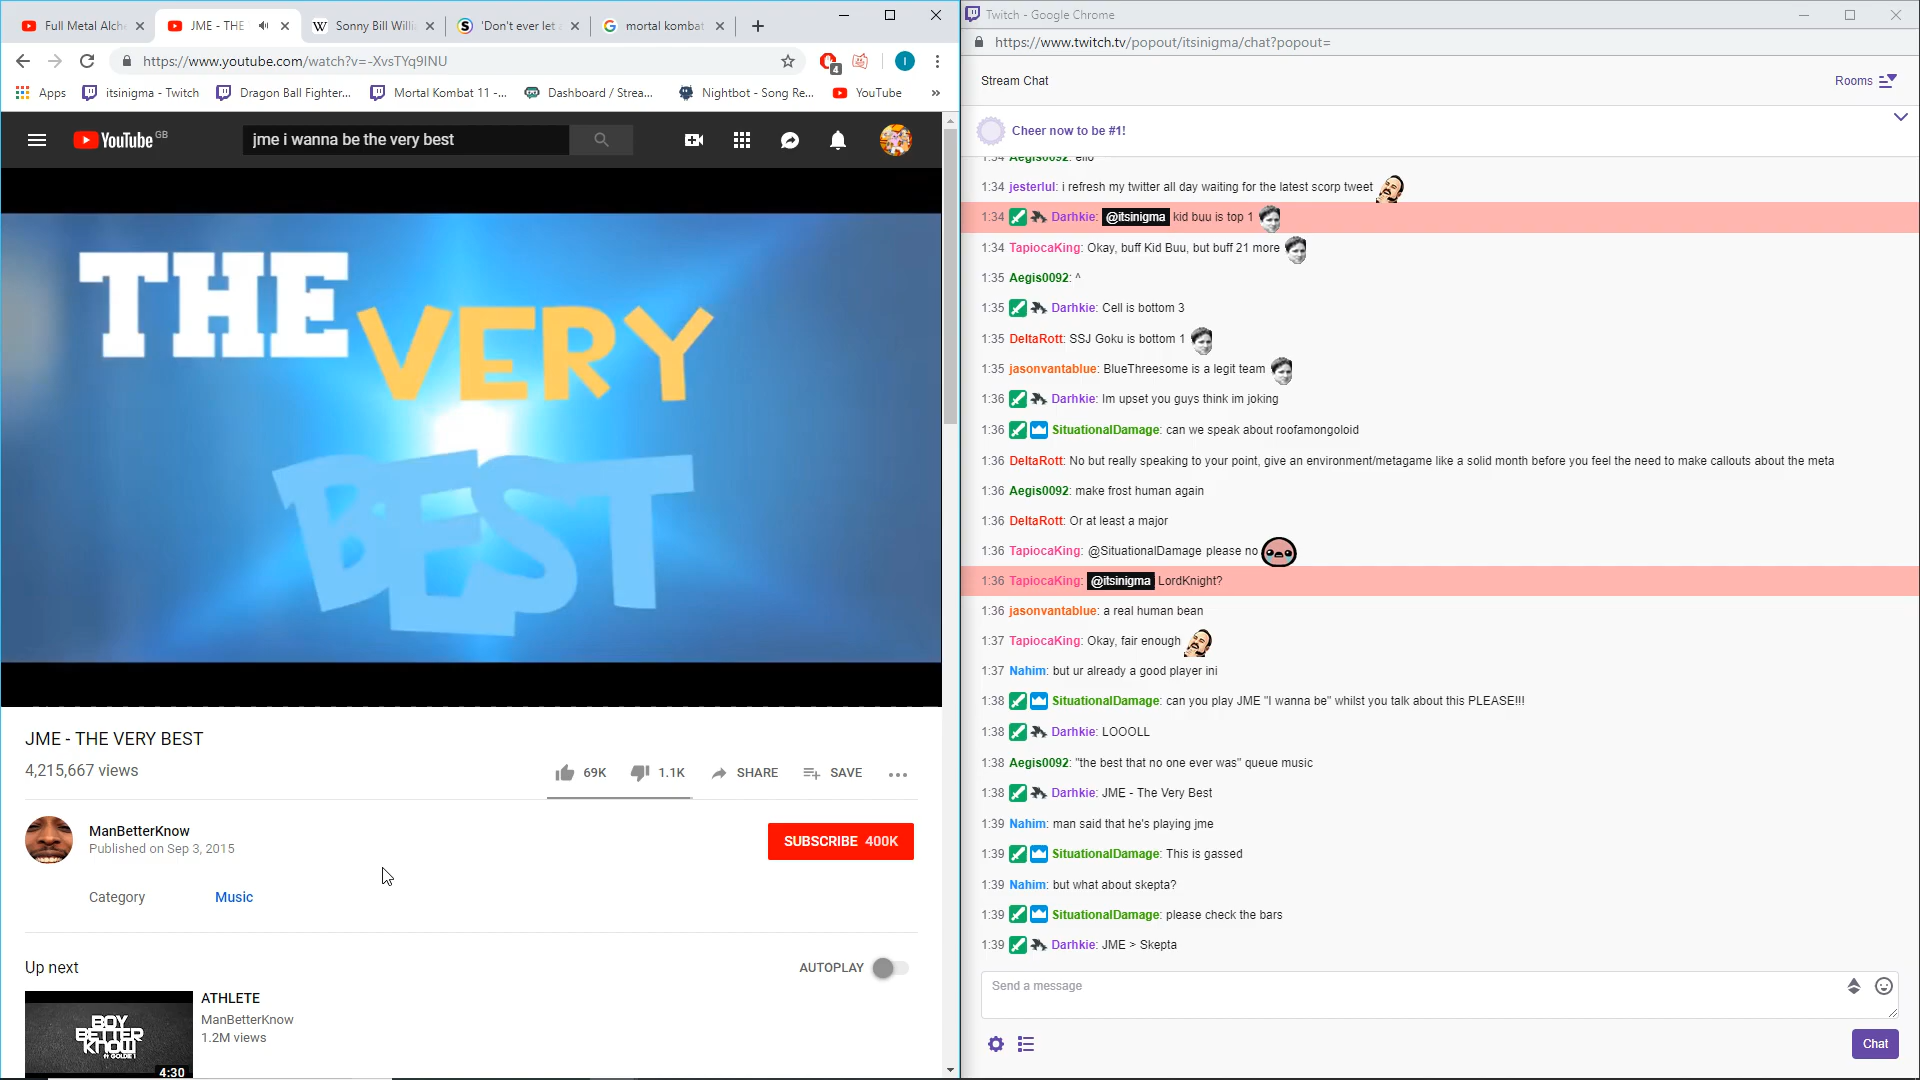 Full Metal Alche
JME - THE
Sonny Bill Willi
'Don't ever let
mortal kombat
https://www.youtube.com/watch?v=-XvsTYq9INU
4
I
Apps
itsinigma - Twitch
Dragon Ball Fighter...
Mortal Kombat 11 -...
Dashboard / Strea...
Nightbot - Song Re...
YouTube
»
YouTube GB
jme i wanna be the very best
THE
VERY
BEST
JME - THE VERY BEST
4,215,667 views
69K
1.1K
SHARE
SAVE
ManBetterKnow
Published on Sep 3, 2015
SUBSCRIBE 400K
Category
Music
Up next
AUTOPLAY
BOY
BETTER
KNOW
4:30
ATHLETE
ManBetterKnow
1.2M views
Twitch - Google Chrome
https://www.twitch.tv/popout/itsinigma/chat?popout=
Stream Chat
Rooms
Cheer now to be #1!
1:34 Aegis0092: ello
1:34 jesterlul: i refresh my twitter all day waiting for the latest scorp tweet
1:34 Darhkie: @itsinigma kid buu is top 1
1:34 TapiocaKing: Okay, buff Kid Buu, but buff 21 more
1:35 Aegis0092: ^
1:35 Darhkie: Cell is bottom 3
1:35 DeltaRott: SSJ Goku is bottom 1
1:35 jasonvantablue: BlueThreesome is a legit team
1:36 Darhkie: Im upset you guys think im joking
1:36 SituationalDamage: can we speak about roofamongoloid
1:36 DeltaRott: No but really speaking to your point, give an environment/metagame like a solid month before you feel the need to make callouts about the meta
1:36 Aegis0092: make frost human again
1:36 DeltaRott: Or at least a major
1:36 TapiocaKing: @SituationalDamage please no
1:36 TapiocaKing: @itsinigma LordKnight?
1:36 jasonvantablue: a real human bean
1:37 TapiocaKing: Okay, fair enough
1:37 Nahim: but ur already a good player ini
1:38 SituationalDamage: can you play JME "I wanna be" whilst you talk about this PLEASE!!!
1:38 Darhkie: LOOOLL
1:38 Aegis0092: "the best that no one ever was" queue music
1:38 Darhkie: JME - The Very Best
1:39 Nahim: man said that he's playing jme
1:39 SituationalDamage: This is gassed
1:39 Nahim: but what about skepta?
1:39 SituationalDamage: please check the bars
1:39 Darhkie: JME > Skepta
Send a message
Chat